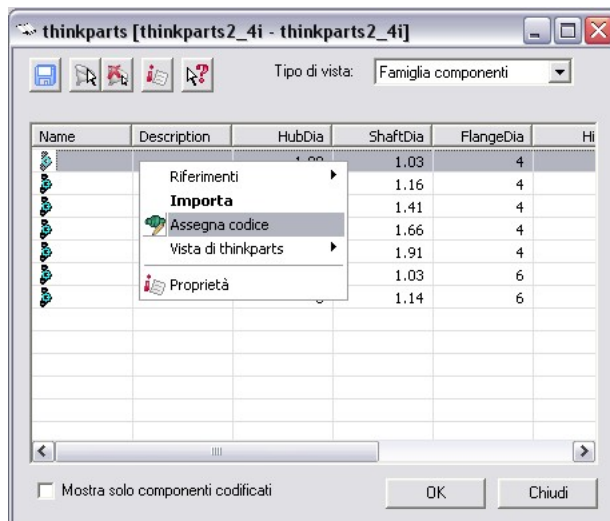 thinkparts [thinkparts2_4i - thinkparts2_4i]
Tipo di vista: Famiglia componenti
Name Description HubDia ShaftDia FlangeDia Hi
1.03 4
Riferimenti 1.16 4
Importa 1.41 4
Assegna codice 1.66 4
Vista di thinkparts 1.91 4
Proprietà 1.03 6
1.14 6
Mostra solo componenti codificati OK Chiudi